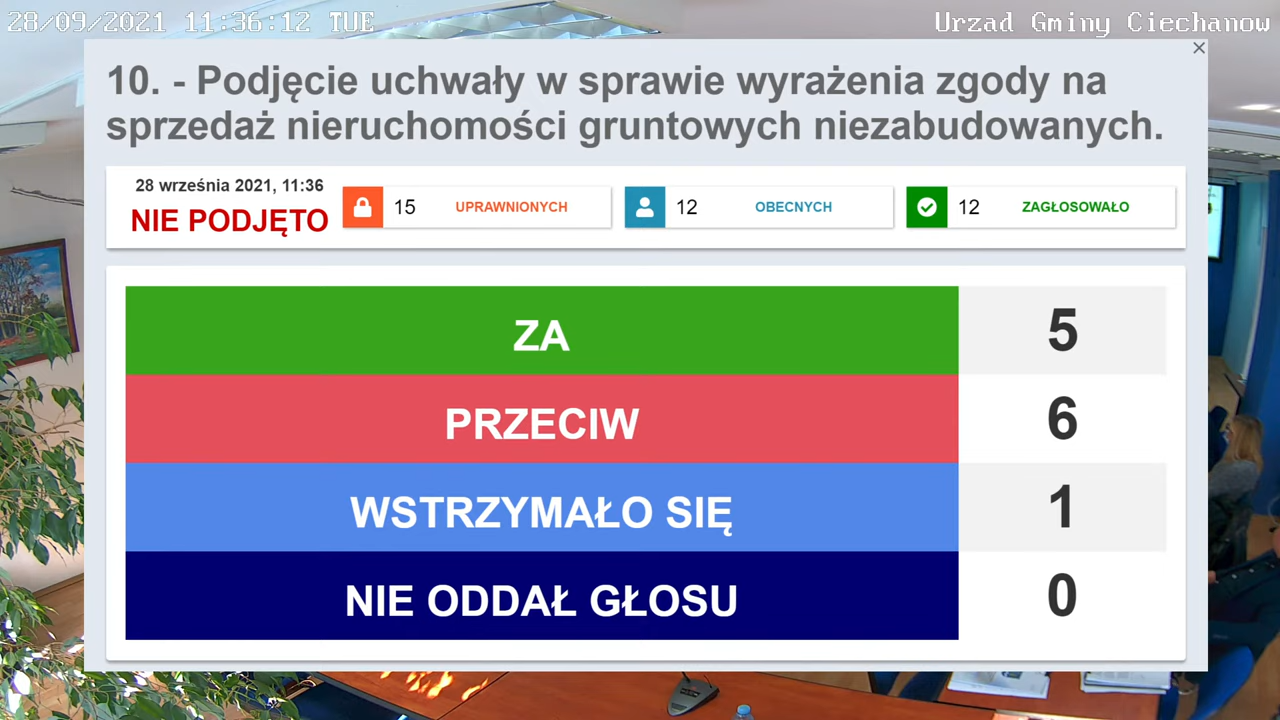 28/09/2021 11:36:12 TUE
Urzad Gminy Ciechanow
10. - Podjęcie uchwały w sprawie wyrażenia zgody na
sprzedaż nieruchomości gruntowych niezabudowanych.
28 września 2021, 11:36
NIE PODJĘTO
15 UPRAWNIONYCH
12 OBECNYCH
12 ZAGŁOSOWAŁO
ZA 5
PRZECIW 6
WSTRZYMAŁO SIĘ 1
NIE ODDAŁ GŁOSU 0